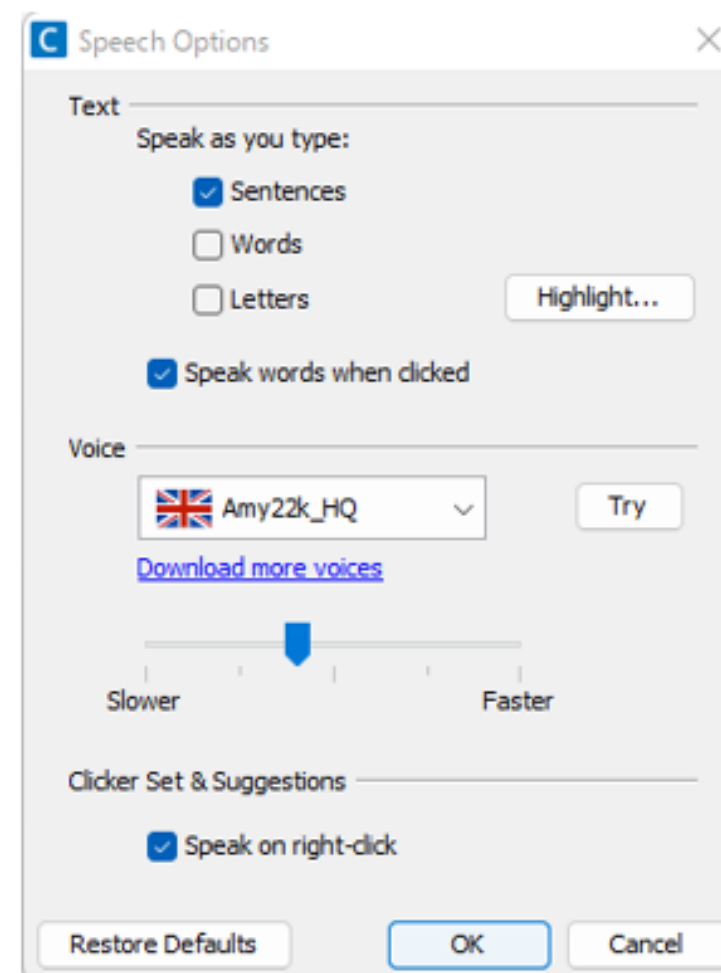 C Speech Options
Text
Speak as you type:
Sentences
Words
Letters Highlight...
Speak words when clicked
Voice
Amy22k_HQ Try
Download more voices
Slower Faster
Clicker Set & Suggestions
Speak on right-click
Restore Defaults OK Cancel